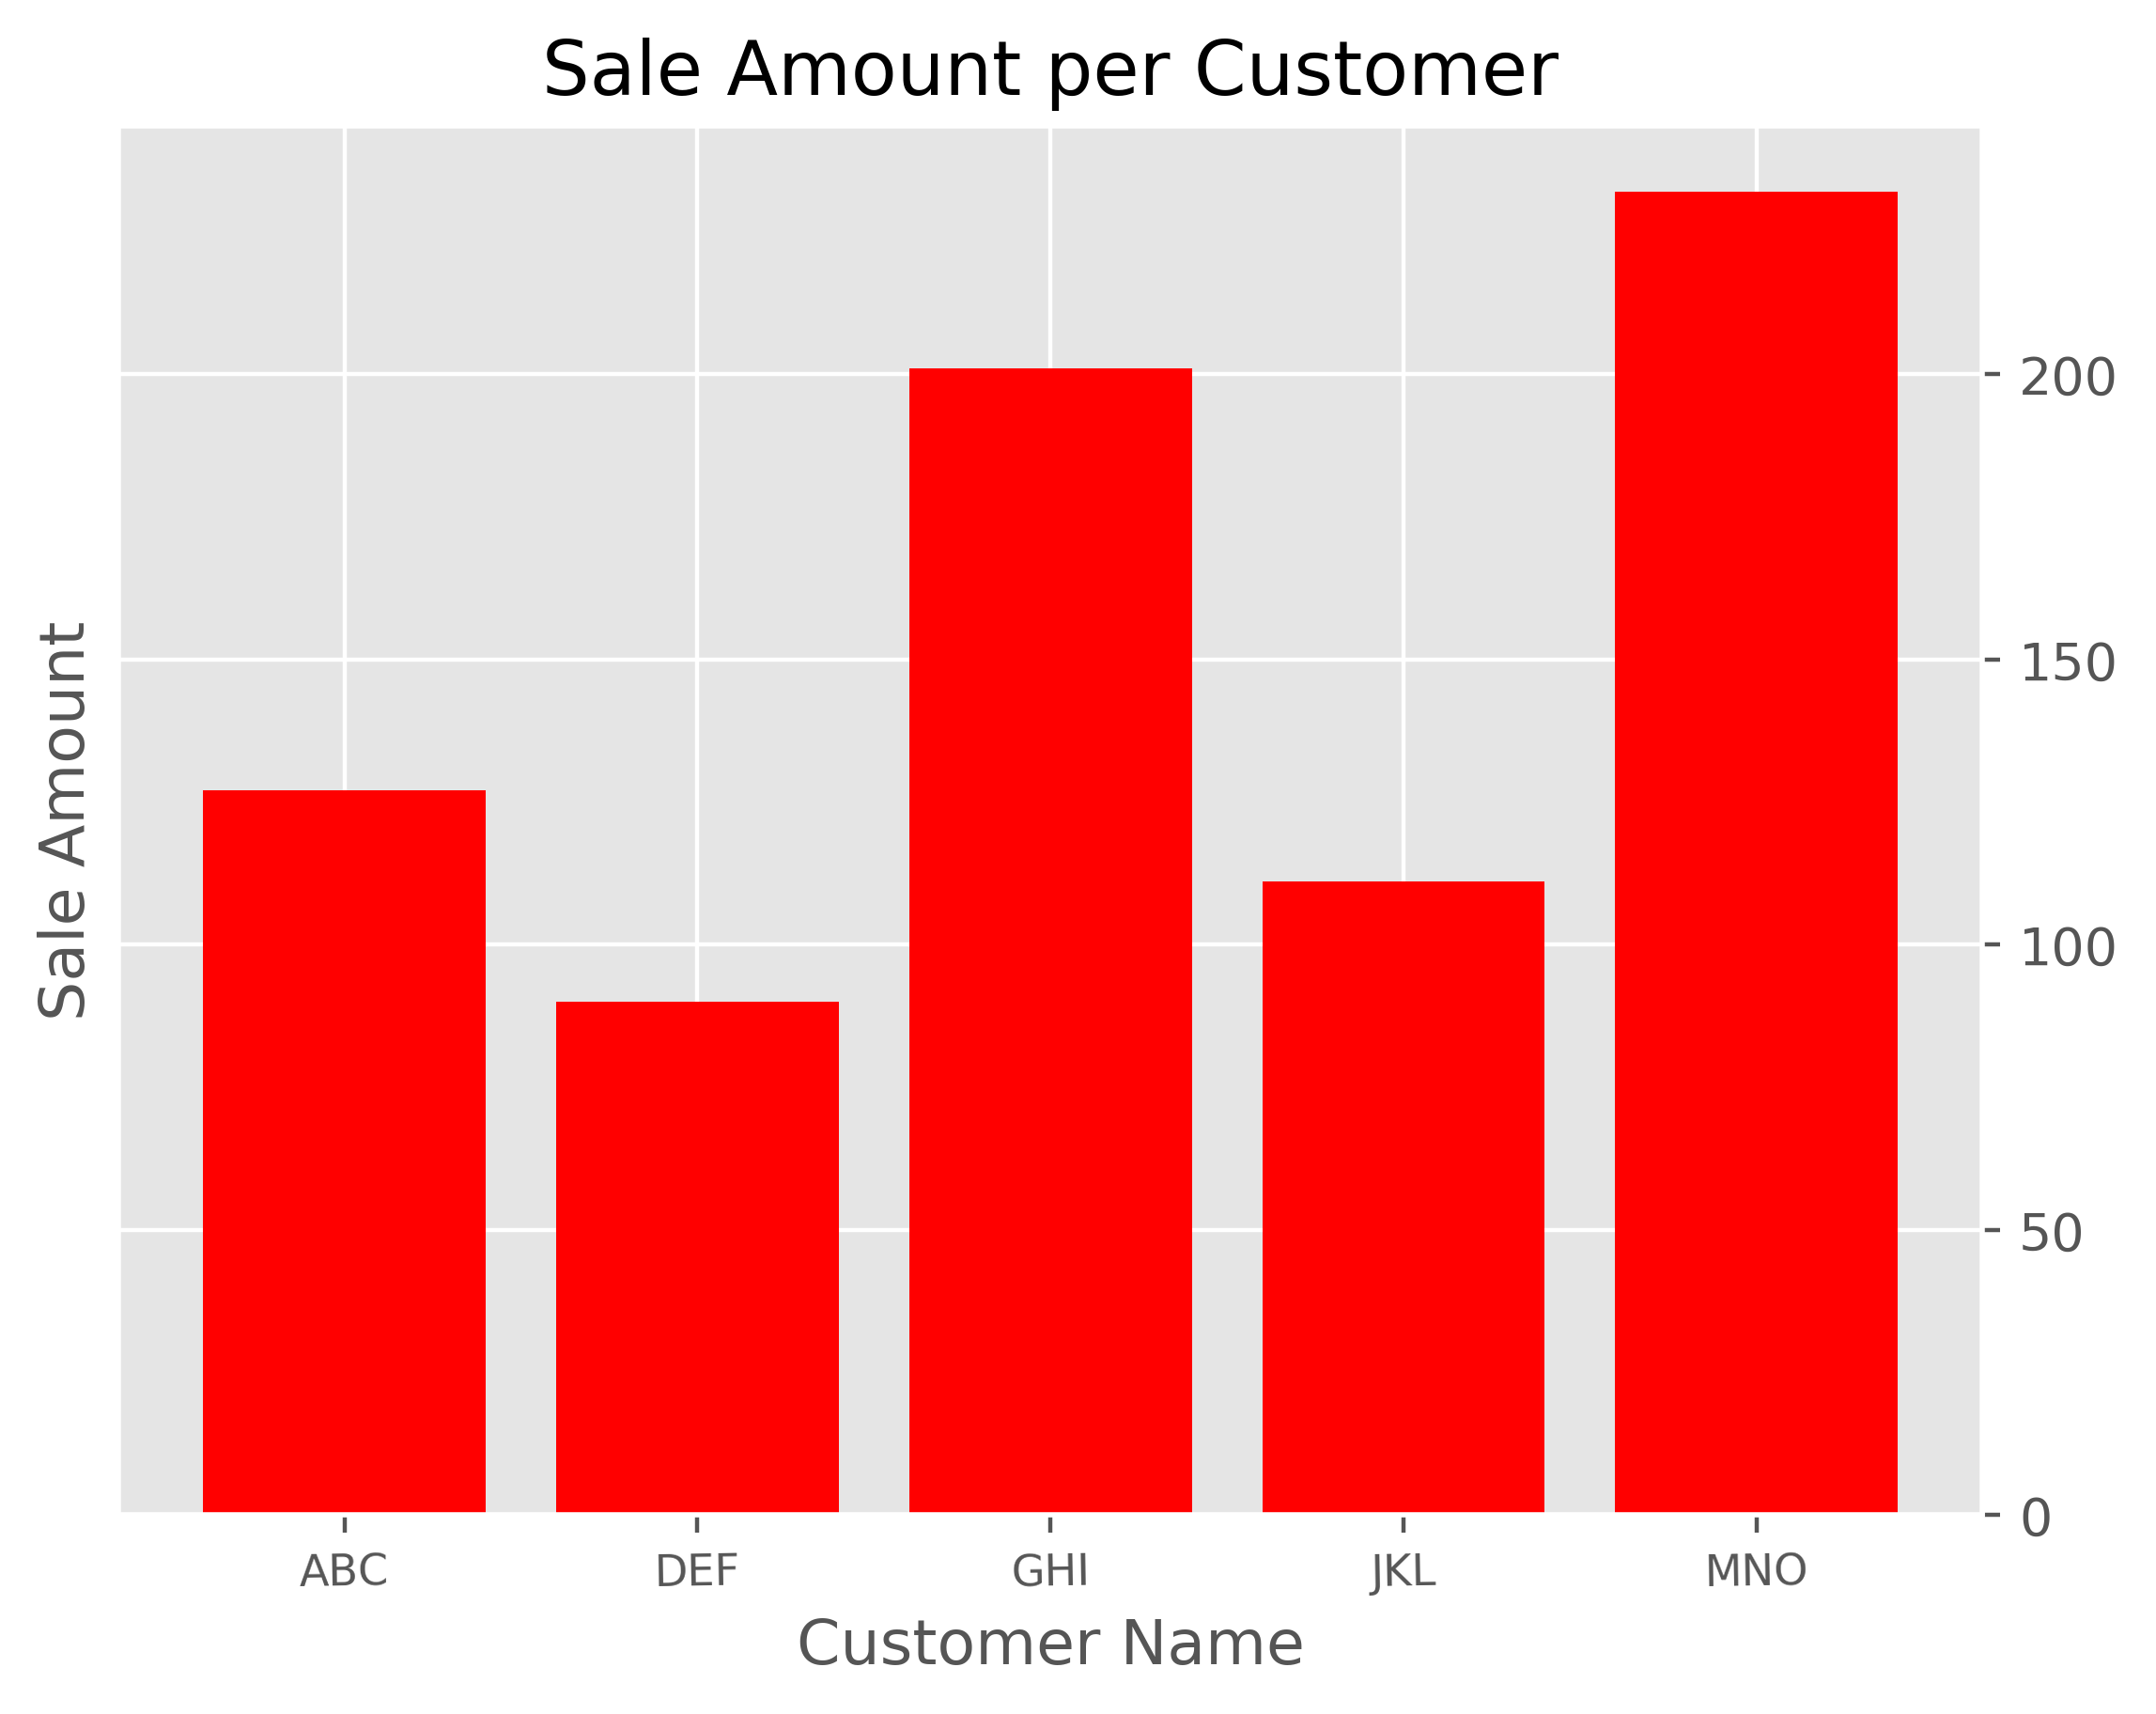 Sale Amount per Customer
Sale Amount
200
150
100
50
0
ABC DEF GHI JKL MNO
Customer Name